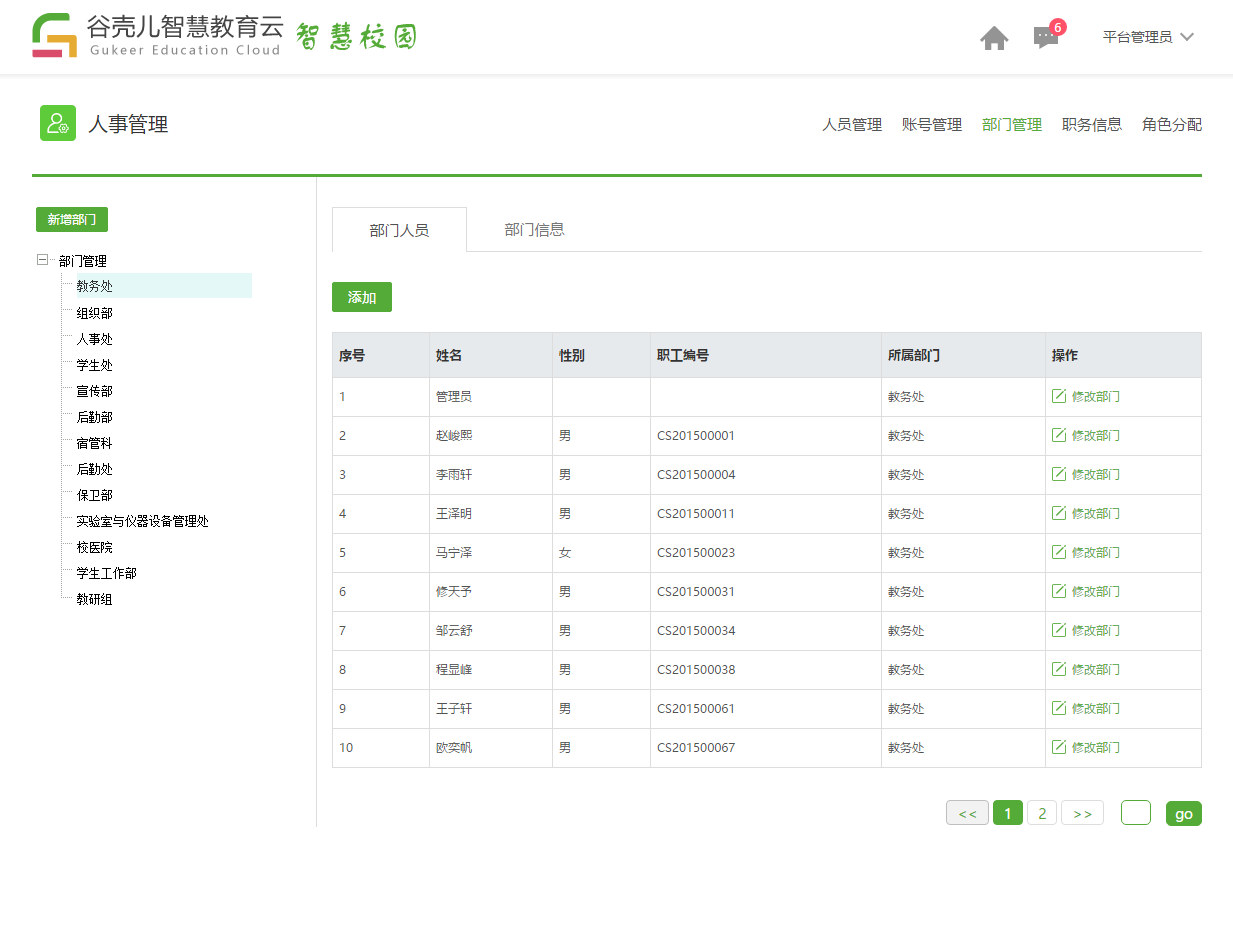 谷壳儿智慧教育云 智慧校园
Gukeer Education Cloud
6
平台管理员
人事管理
人员管理 账号管理 部门管理 职务信息 角色分配
新增部门
部门管理
教务处
组织部
人事处
学生处
宣传部
后勤部
宿管科
后勤处
保卫部
实验室与仪器设备管理处
校医院
学生工作部
教研组
部门人员 部门信息
添加
序号 姓名 性别 职工编号 所属部门 操作
1 管理员 教务处 修改部门
2 赵峻熙 男 CS201500001 教务处 修改部门
3 李雨轩 男 CS201500004 教务处 修改部门
4 王泽明 男 CS201500011 教务处 修改部门
5 马宁泽 女 CS201500023 教务处 修改部门
6 修天予 男 CS201500031 教务处 修改部门
7 邹云舒 男 CS201500034 教务处 修改部门
8 程显峰 男 CS201500038 教务处 修改部门
9 王子轩 男 CS201500061 教务处 修改部门
10 欧奕帆 男 CS201500067 教务处 修改部门
<< 1 2 >> go